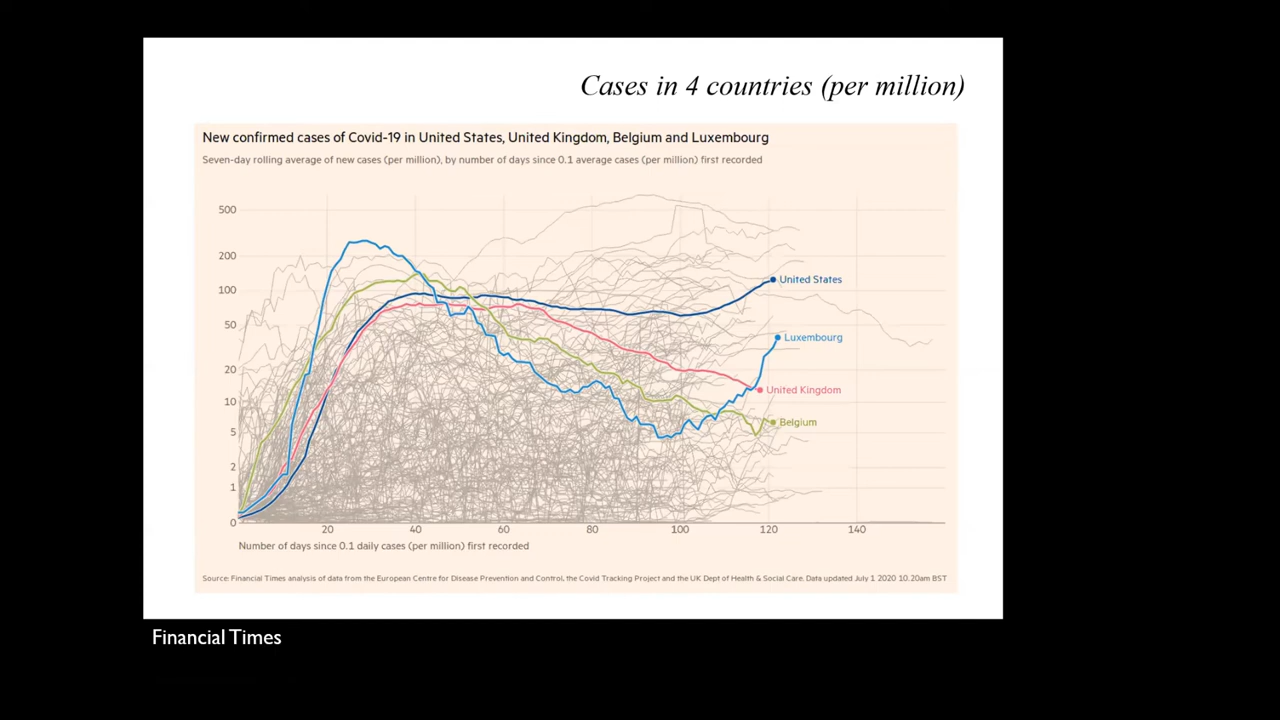 Cases in 4 countries (per million)
New confirmed cases of Covid-19 in United States, United Kingdom, Belgium and Luxembourg
Seven-day rolling average of new cases (per million), by number of days since 0.1 average cases (per million) first recorded
500
200
100
50
20
10
5
2
1
0
United States
Luxembourg
United Kingdom
Belgium
20 40 60 80 100 120 140
Number of days since 0.1 daily cases (per million) first recorded
Source: Financial Times analysis of data from the European Centre for Disease Prevention and Control, the Covid Tracking Project and the UK Dept of Health & Social Care. Data updated July 1 2020 10.20am BST
Financial Times